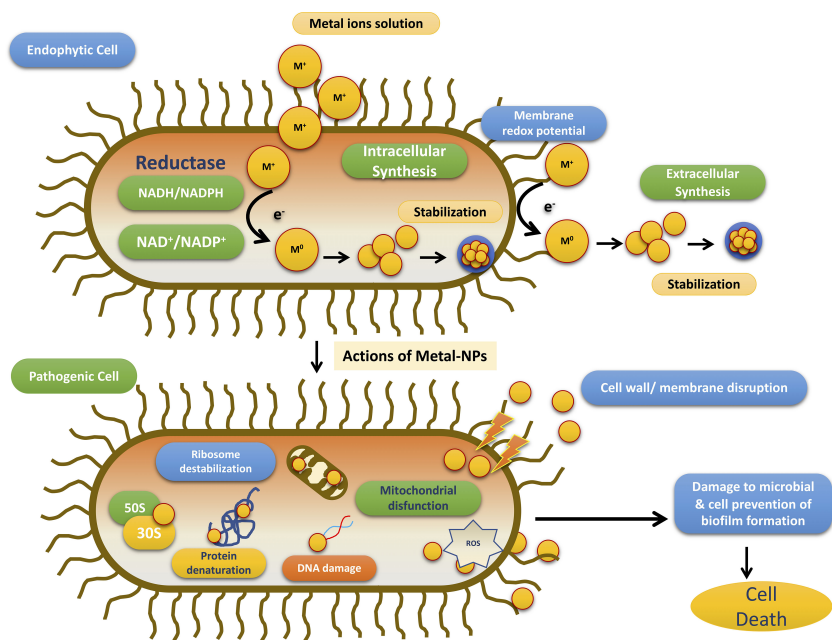 Metal ions solution
Endophytic Cell
M⁺
M⁺
M⁺
Membrane
redox potential
Reductase
M⁺
Intracellular
Synthesis
M⁺
Extracellular
Synthesis
NADH/NADPH
e⁻
Stabilization
e⁻
NAD⁺/NADP⁺
M⁰
M⁰
Stabilization
Actions of Metal-NPs
Pathogenic Cell
Cell wall/ membrane disruption
Ribosome
destabilization
Mitochondrial
disfunction
50S
30S
Protein
denaturation
DNA damage
ROS
Damage to microbial
& cell prevention of
biofilm formation
Cell
Death